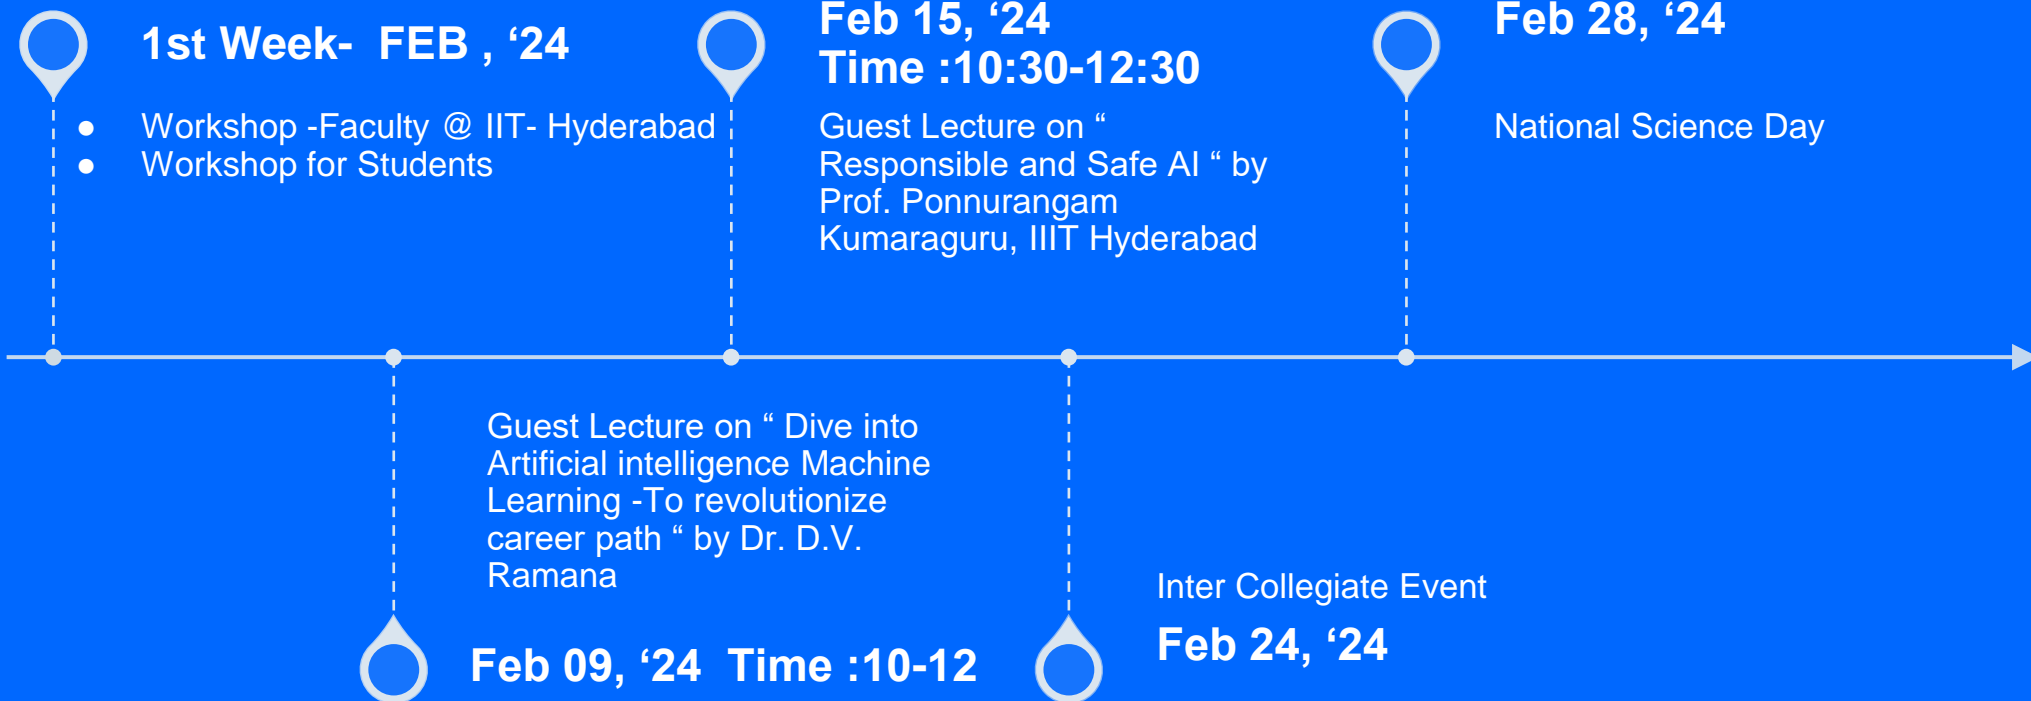 1st Week-  FEB , ‘24
● Workshop -Faculty @ IIT- Hyderabad
● Workshop for Students
Feb 15, ‘24
Time :10:30-12:30
Guest Lecture on “
Responsible and Safe AI “ by
Prof. Ponnurangam
Kumaraguru, IIIT Hyderabad
Feb 28, ‘24
National Science Day
Guest Lecture on “ Dive into
Artificial intelligence Machine
Learning -To revolutionize
career path “ by Dr. D.V.
Ramana
Feb 09, ‘24  Time :10-12
Inter Collegiate Event
Feb 24, ‘24